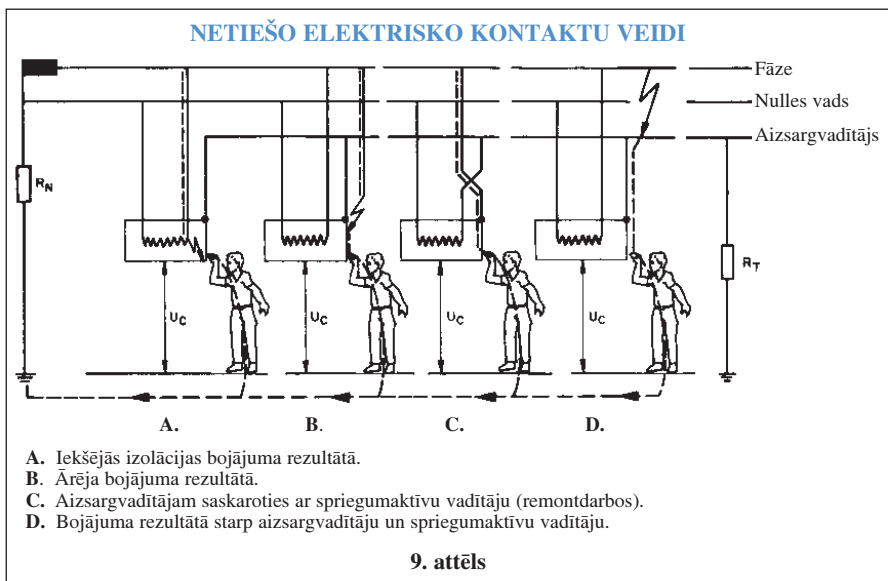 NETIEŠO ELEKTRISKO KONTAKTU VEIDI
Fāze
Nulles vads
Aizsargvadītājs
RN
RT
UC UC UC UC
A. B. C. D.
A. Iekšējās izolācijas bojājuma rezultātā.
B. Ārēja bojājuma rezultātā.
C. Aizsargvadītājam saskaroties ar spriegumaktīvu vadītāju (remontdarbos).
D. Bojājuma rezultātā starp aizsargvadītāju un spriegumaktīvu vadītāju.
9. attēls